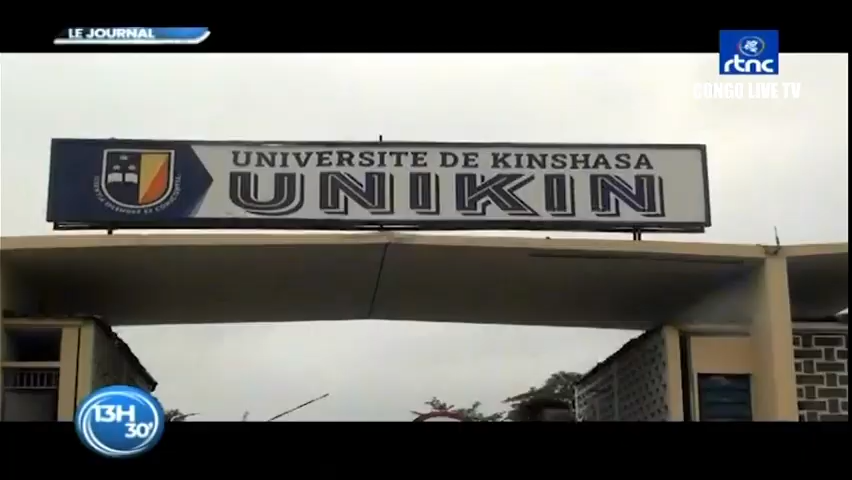 LE JOURNAL
rtnc
CONGO LIVE TV
UNIVERSITE DE KINSHASA
UNIKIN
13H
30'